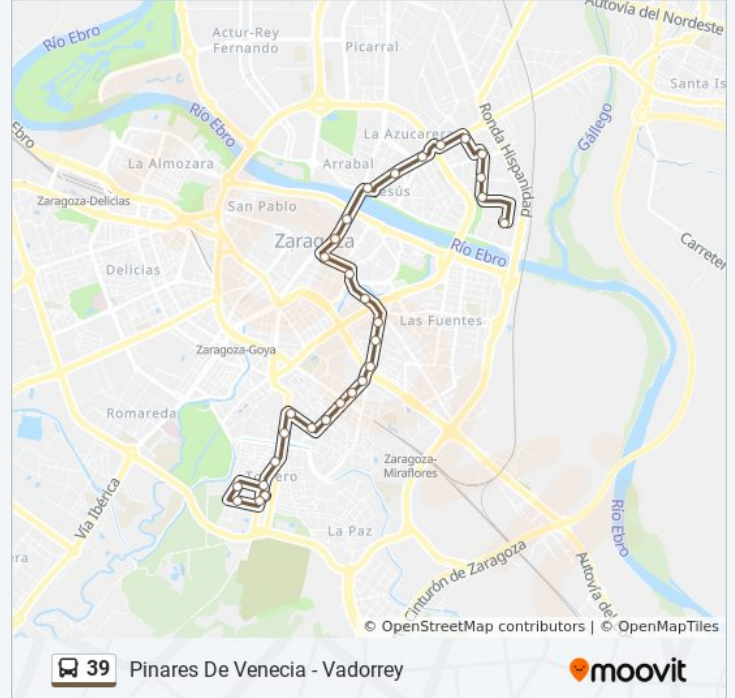 Autovía del Nordeste
Río Ebro
Actur-Rey
Fernando
Picarral
Santa Is
Ronda Hispanidad
Gállego
Río Ebro
Ebro
La Azucarera
La Almozara
Arrabal
Jesús
Zaragoza-Delicias
San Pablo
Zaragoza
Río Ebro
Carreter
Delicias
Las Fuentes
Zaragoza-Goya
Romareda
Zaragoza-
Miraflores
Torrero
Vía Ibérica
Río Ebro
La Paz
era
Cinturón de Zaragoza
Autovía de
© OpenStreetMap contributors | © OpenMapTiles
39 Pinares De Venecia - Vadorrey
moovit